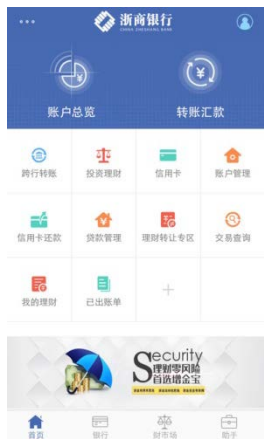 浙商银行
CHINA ZHESHANG BANK
账户总览
转账汇款
跨行转账
投资理财
信用卡
账户管理
信用卡还款
贷款管理
理财转让专区
交易查询
我的理财
已出账单
Security
理财零风险
首选增金宝
首页
银行
财市场
助手